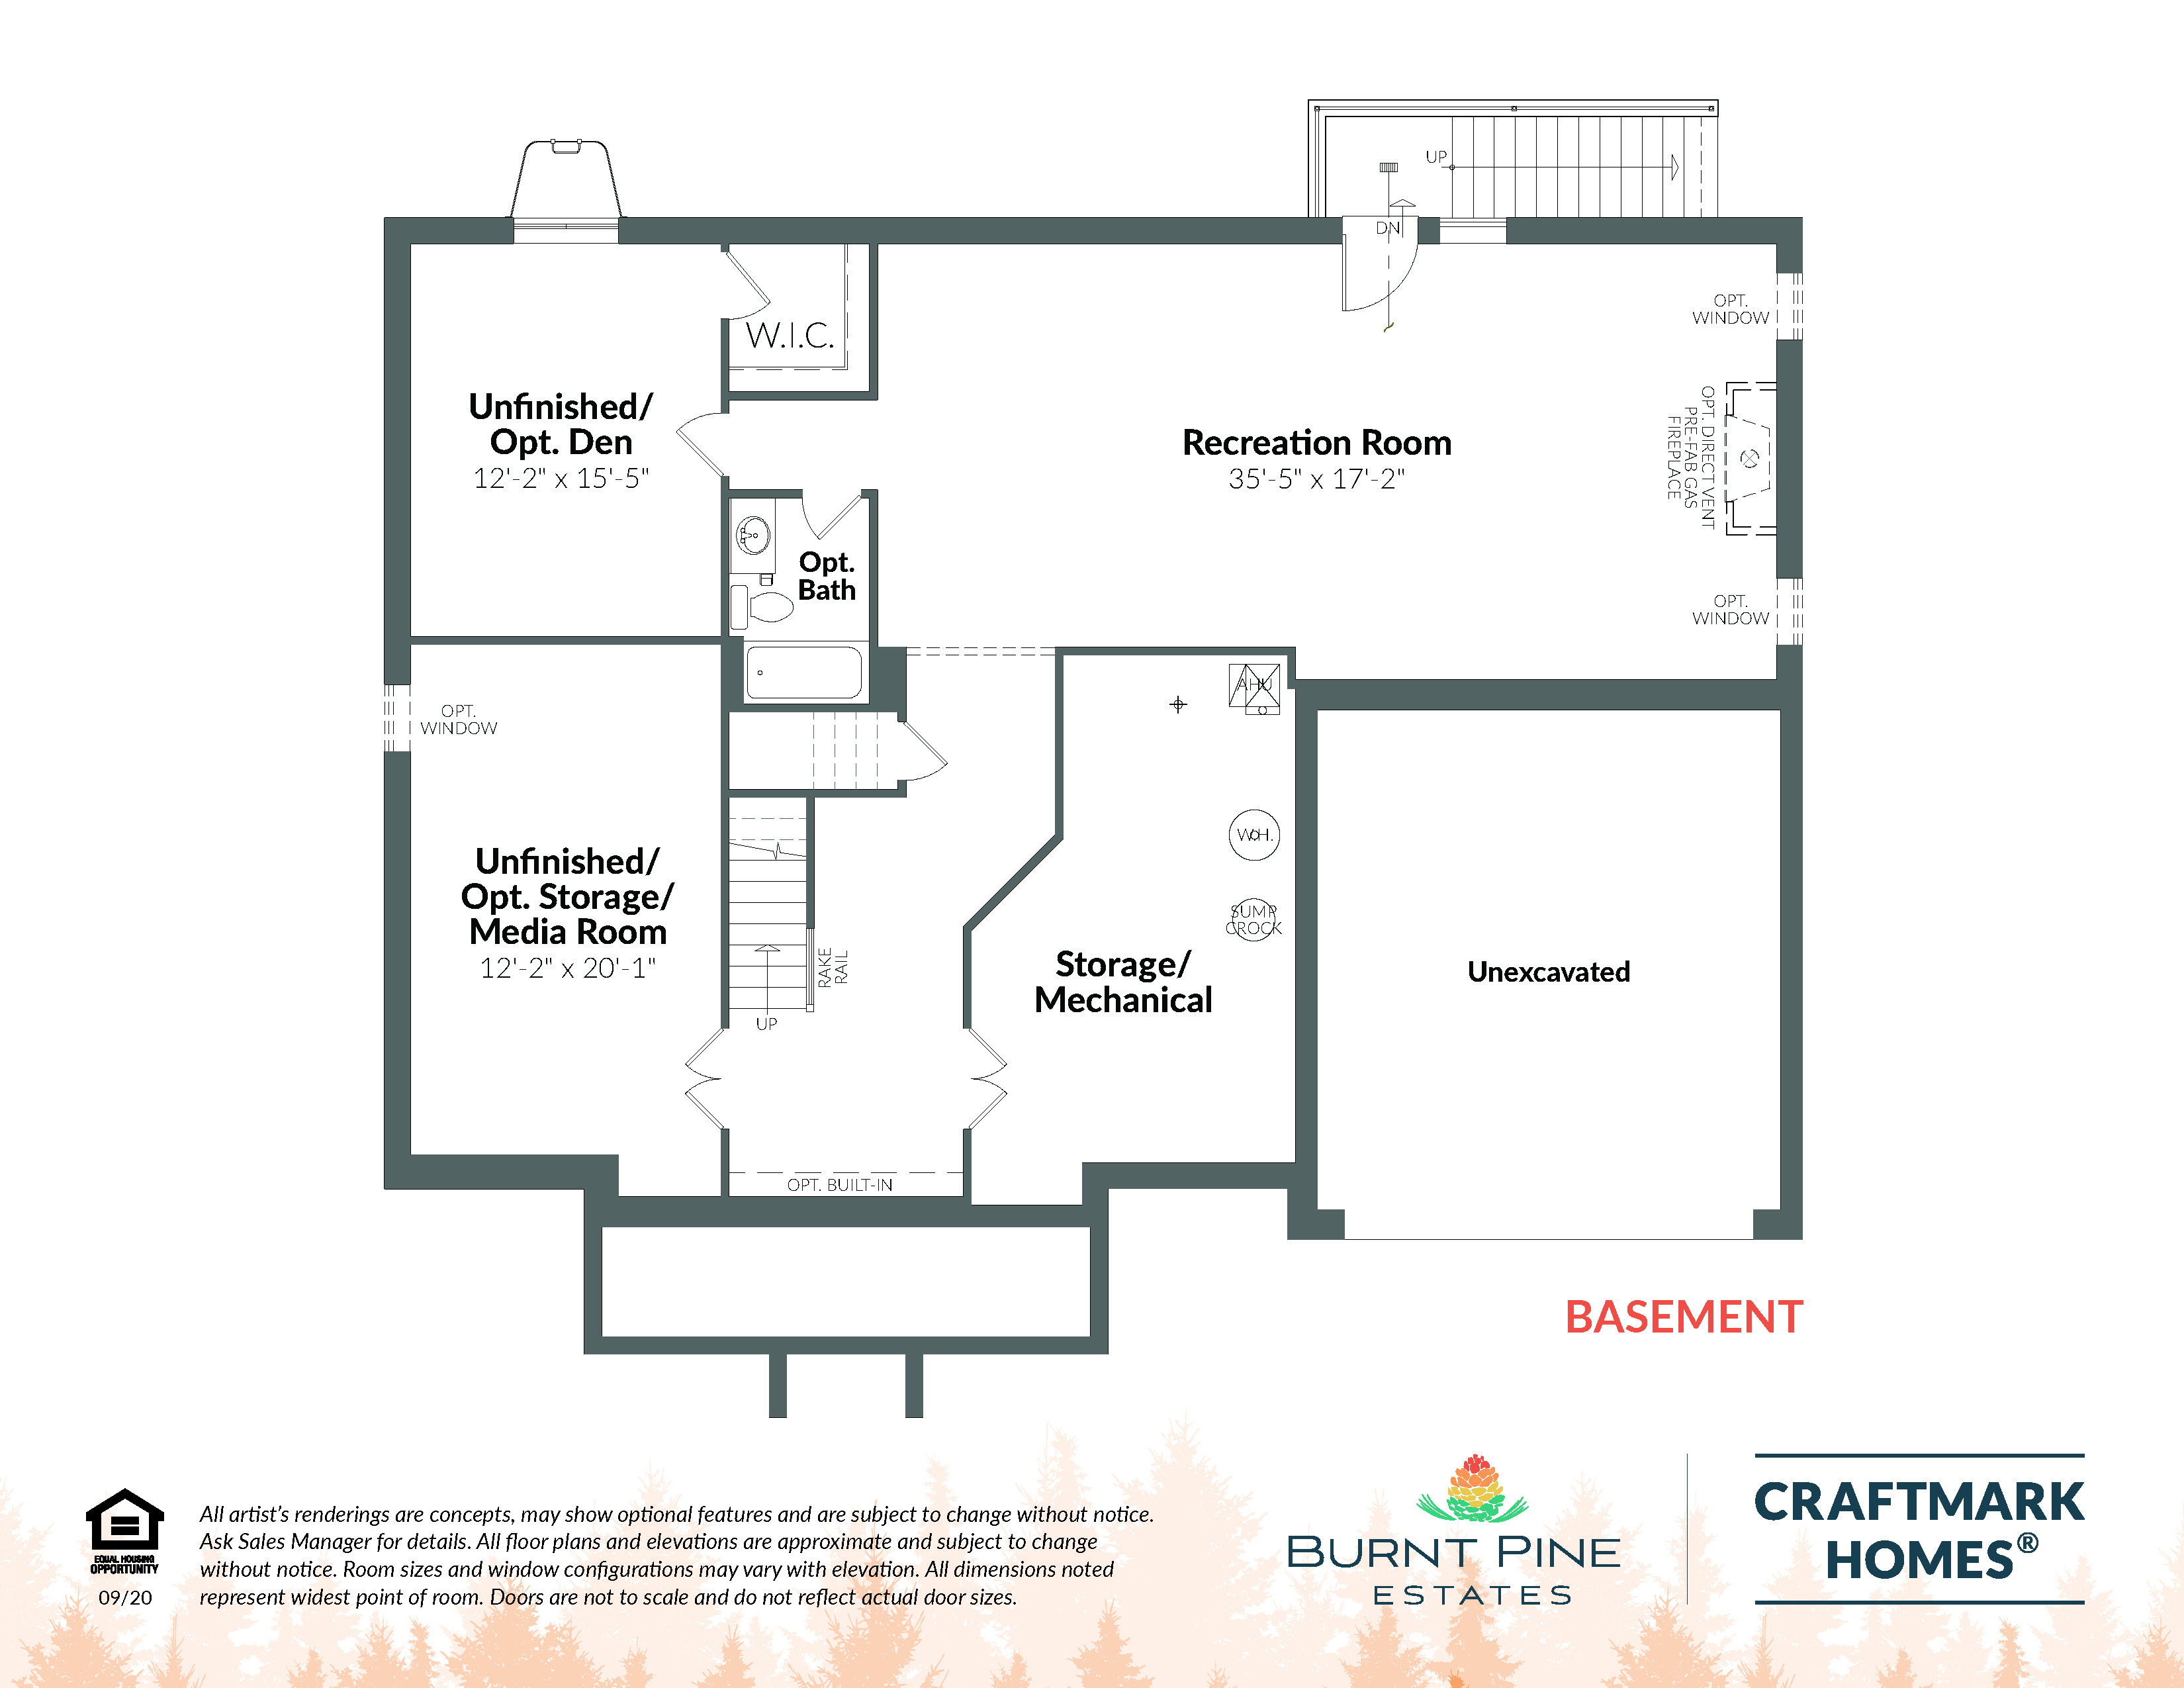 UP
DN
W.I.C.
OPT.
WINDOW
Unfinished/
Opt. Den
12'-2" x 15'-5"
Recreation Room
35'-5" x 17'-2"
OPT. DIRECT VENT
PRE-FAB GAS
FIREPLACE
Opt.
Bath
OPT.
WINDOW
OPT.
WINDOW
AHU
W.H.
Unfinished/
Opt. Storage/
Media Room
12'-2" x 20'-1"
SUMP
CROCK
RAKE
RAIL
UP
Storage/
Mechanical
Unexcavated
OPT. BUILT-IN
BASEMENT
EQUAL HOUSING
OPPORTUNITY
09/20
All artist's renderings are concepts, may show optional features and are subject to change without notice.
Ask Sales Manager for details. All floor plans and elevations are approximate and subject to change
without notice. Room sizes and window configurations may vary with elevation. All dimensions noted
represent widest point of room. Doors are not to scale and do not reflect actual door sizes.
BURNT PINE
ESTATES
CRAFTMARK
HOMES®